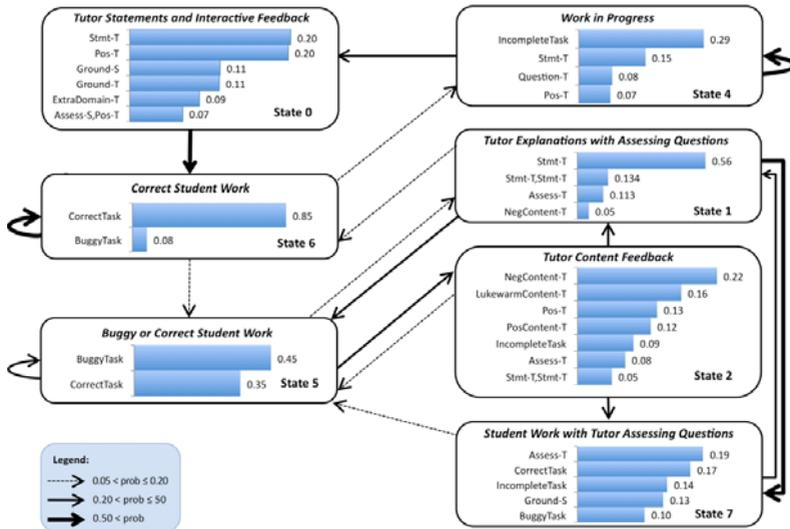 Tutor Statements and Interactive Feedback
Stmt-T 0.20
Pos-T 0.20
Ground-S 0.11
Ground-T 0.11
ExtraDomain-T 0.09
Assess-S,Pos-T 0.07
State 0
Work in Progress
IncompleteTask 0.29
Stmt-T 0.15
Question-T 0.08
Pos-T 0.07
State 4
Correct Student Work
CorrectTask 0.85
BuggyTask 0.08
State 6
Tutor Explanations with Assessing Questions
Stmt-T 0.56
Stmt-T,Stmt-T 0.134
Assess-T 0.113
NegContent-T 0.05
State 1
Tutor Content Feedback
NegContent-T 0.22
LukewarmContent-T 0.16
Pos-T 0.13
PosContent-T 0.12
IncompleteTask 0.09
Assess-T 0.08
Stmt-T,Stmt-T 0.05
State 2
Buggy or Correct Student Work
BuggyTask 0.45
CorrectTask 0.35
State 5
Student Work with Tutor Assessing Questions
Assess-T 0.19
CorrectTask 0.17
IncompleteTask 0.14
Ground-S 0.13
BuggyTask 0.10
State 7
Legend:
0.05 < prob ≤ 0.20
0.20 < prob ≤ 50
0.50 < prob